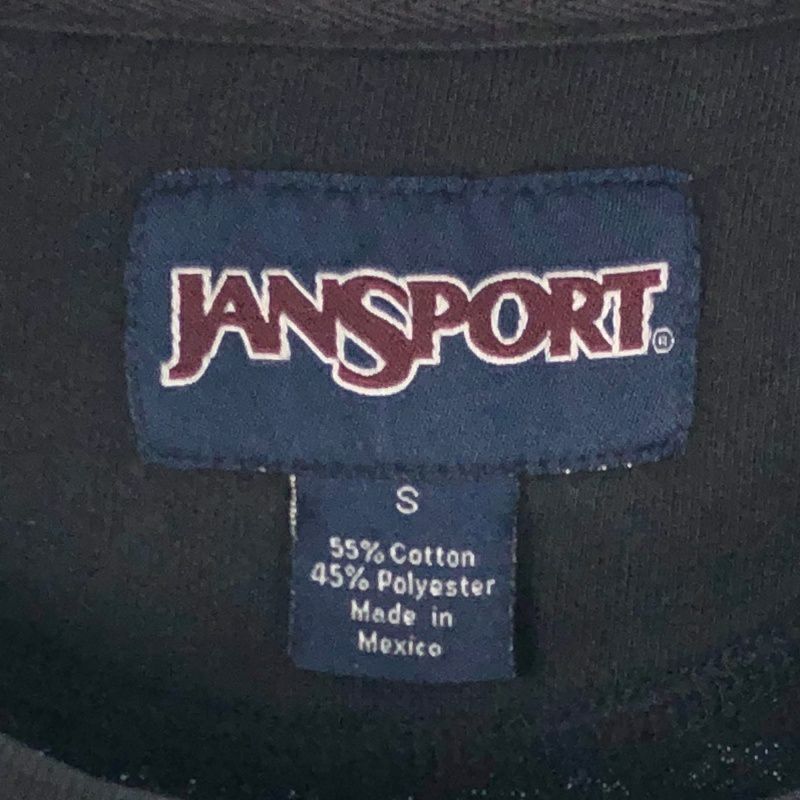 JANSPORT®
S
55% Cotton
45% Polyester
Made in
Mexico